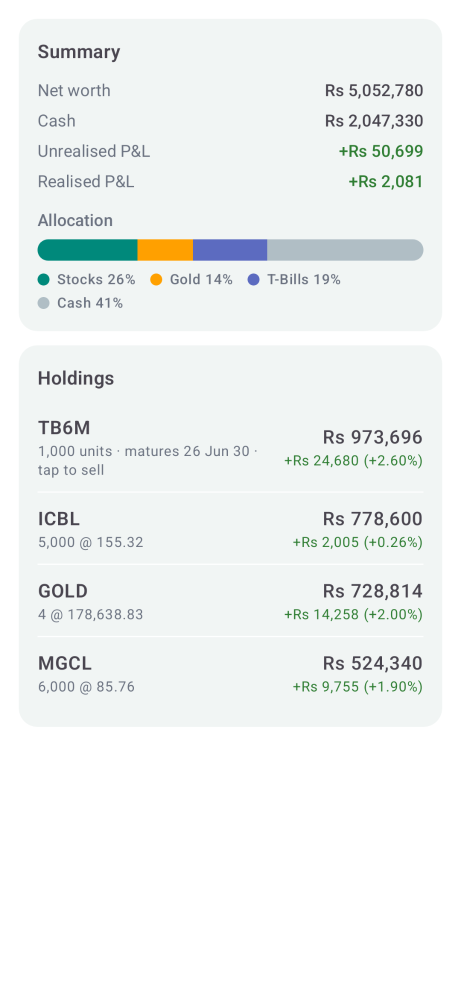 Summary
Net worth Rs 5,052,780
Cash Rs 2,047,330
Unrealised P&L +Rs 50,699
Realised P&L +Rs 2,081
Allocation
Stocks 26% Gold 14% T-Bills 19%
Cash 41%
Holdings
TB6M Rs 973,696
1,000 units · matures 26 Jun 30 · +Rs 24,680 (+2.60%)
tap to sell
ICBL Rs 778,600
5,000 @ 155.32 +Rs 2,005 (+0.26%)
GOLD Rs 728,814
4 @ 178,638.83 +Rs 14,258 (+2.00%)
MGCL Rs 524,340
6,000 @ 85.76 +Rs 9,755 (+1.90%)